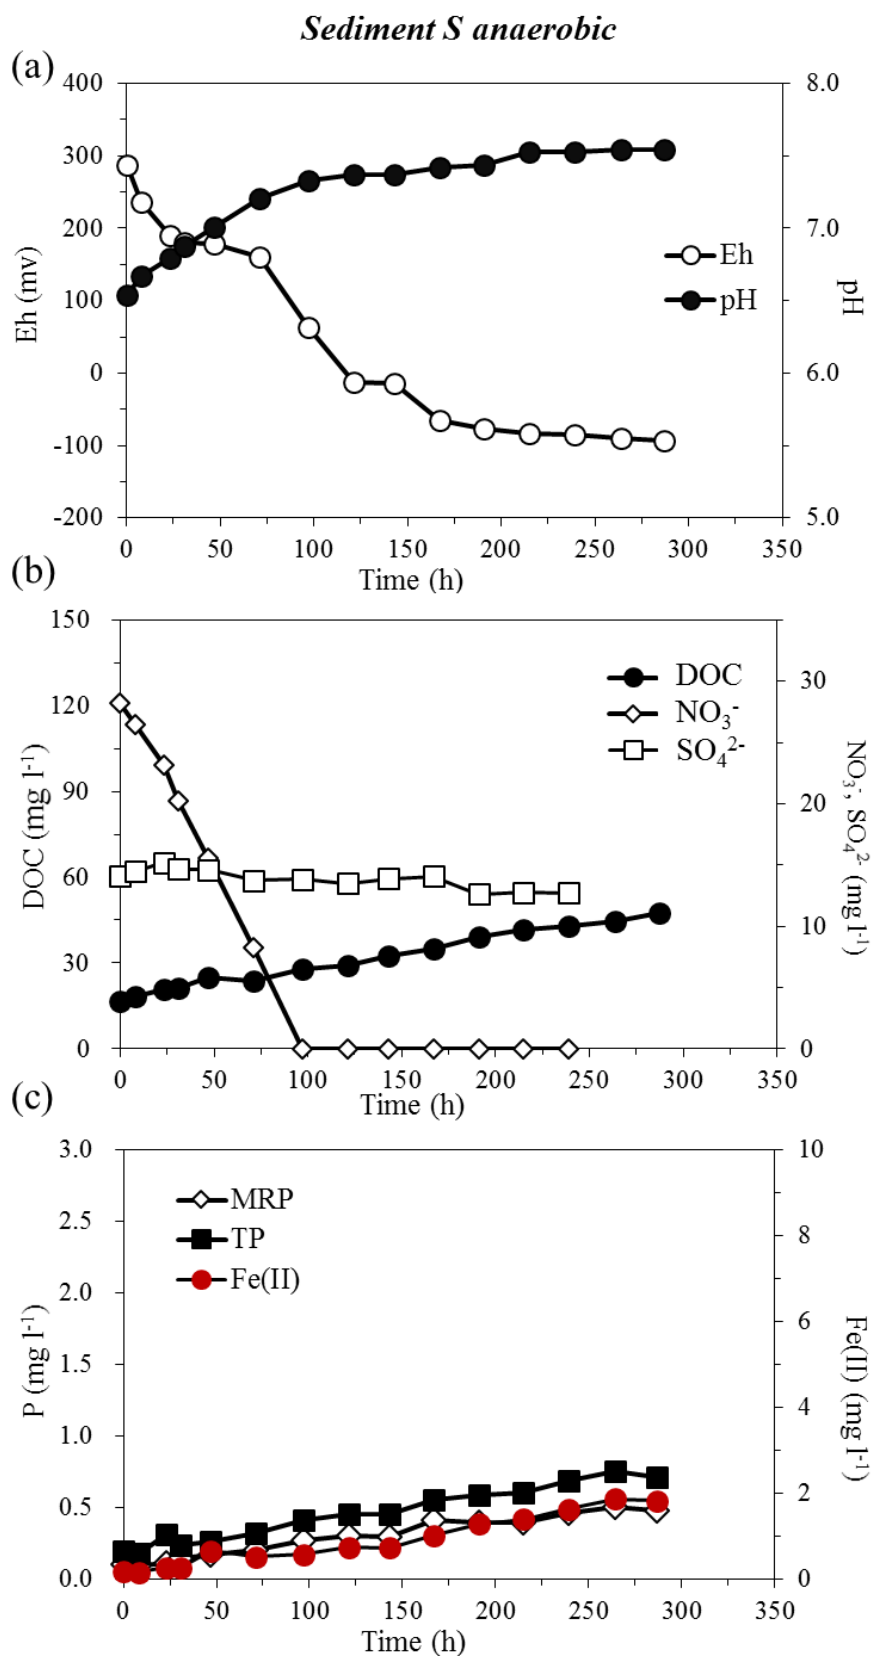 Sediment S anaerobic
(a)
400
300
200
100
0
-100
-200
Eh (mv)
8.0
7.0
6.0
5.0
pH
Eh
pH
0 50 100 150 200 250 300 350
Time (h)
(b)
150
120
90
60
30
0
DOC (mg l⁻¹)
30
20
10
0
NO₃⁻, SO₄²⁻ (mg l⁻¹)
DOC
NO₃⁻
SO₄²⁻
0 50 100 150 200 250 300 350
Time (h)
(c)
3.0
2.5
2.0
1.5
1.0
0.5
0.0
P (mg l⁻¹)
10
8
6
4
2
0
Fe(II) (mg l⁻¹)
MRP
TP
Fe(II)
0 50 100 150 200 250 300 350
Time (h)